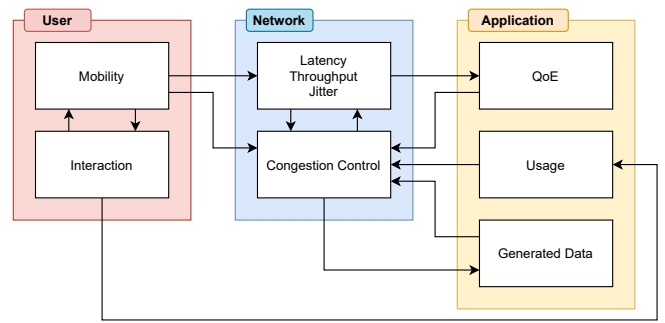 User
Network
Application
Mobility
Latency
Throughput
Jitter
QoE
Interaction
Congestion Control
Usage
Generated Data